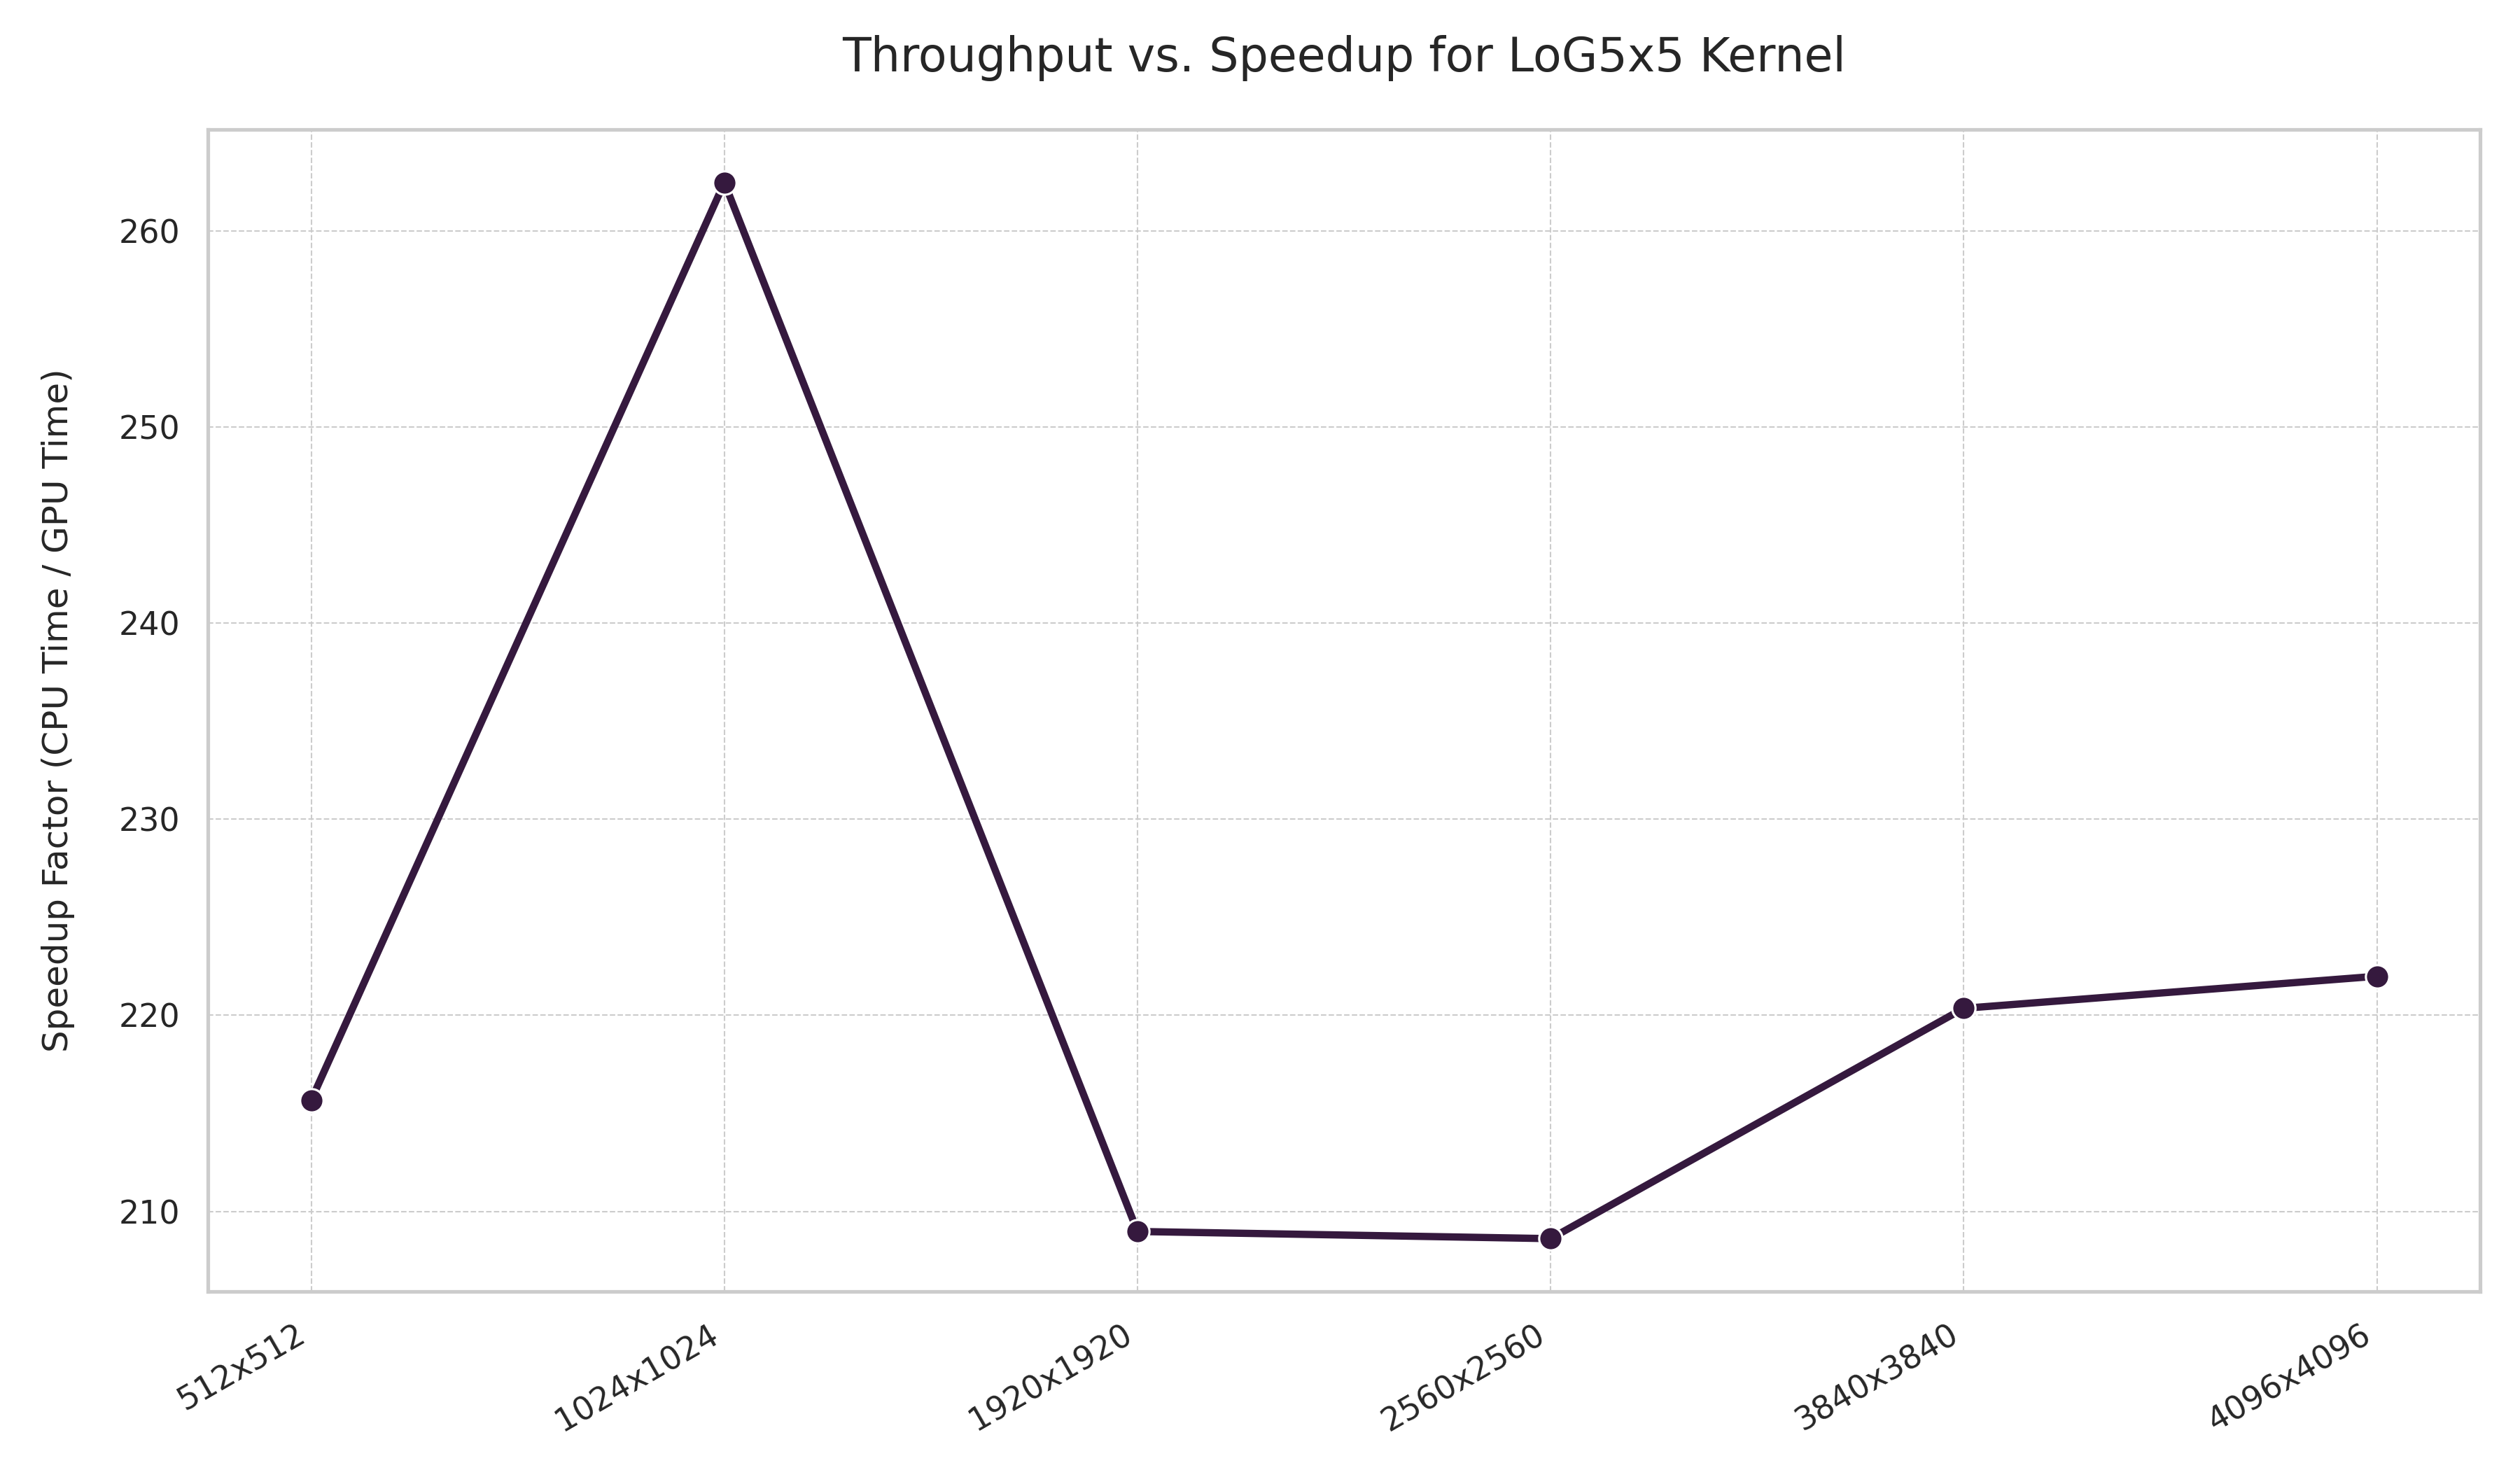 Throughput vs. Speedup for LoG5x5 Kernel
Speedup Factor (CPU Time / GPU Time)
260
250
240
230
220
210
512x512
1024x1024
1920x1920
2560x2560
3840x3840
4096x4096